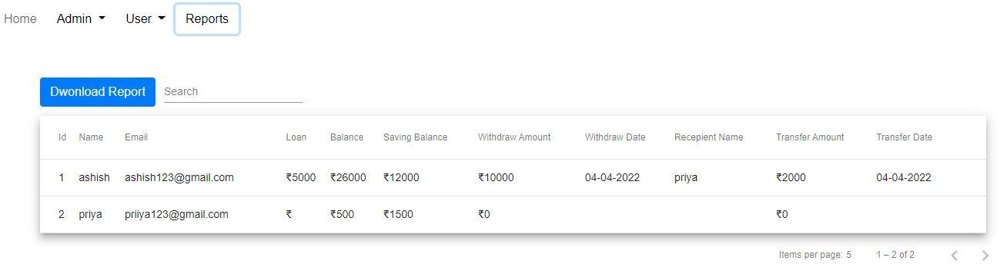 Home Admin User Reports
Dwonload Report Search
Id Name Email Loan Balance Saving Balance Withdraw Amount Withdraw Date Recepient Name Transfer Amount Transfer Date
1 ashish ashish123@gmail.com ₹5000 ₹26000 ₹12000 ₹10000 04-04-2022 priya ₹2000 04-04-2022
2 priya priiya123@gmail.com ₹ ₹500 ₹1500 ₹0 ₹0
Items per page: 5 1 – 2 of 2